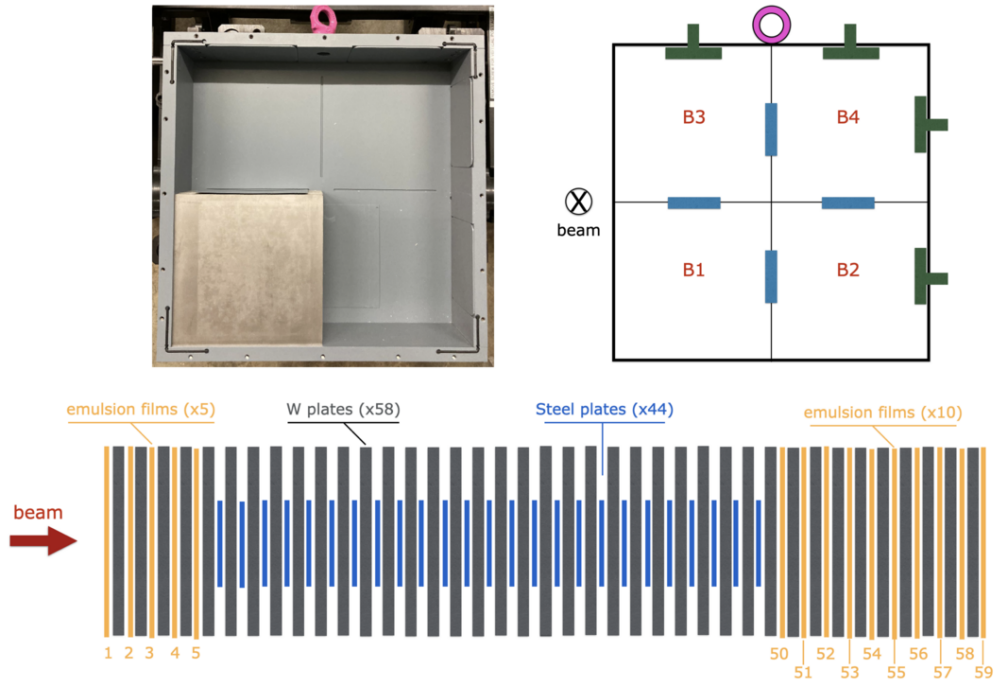 B3
B4
X
beam
B1
B2
emulsion films (x5)
W plates (x58)
Steel plates (x44)
emulsion films (x10)
beam
1 2 3 4 5
50 52 54 56 58
51 53 55 57 59